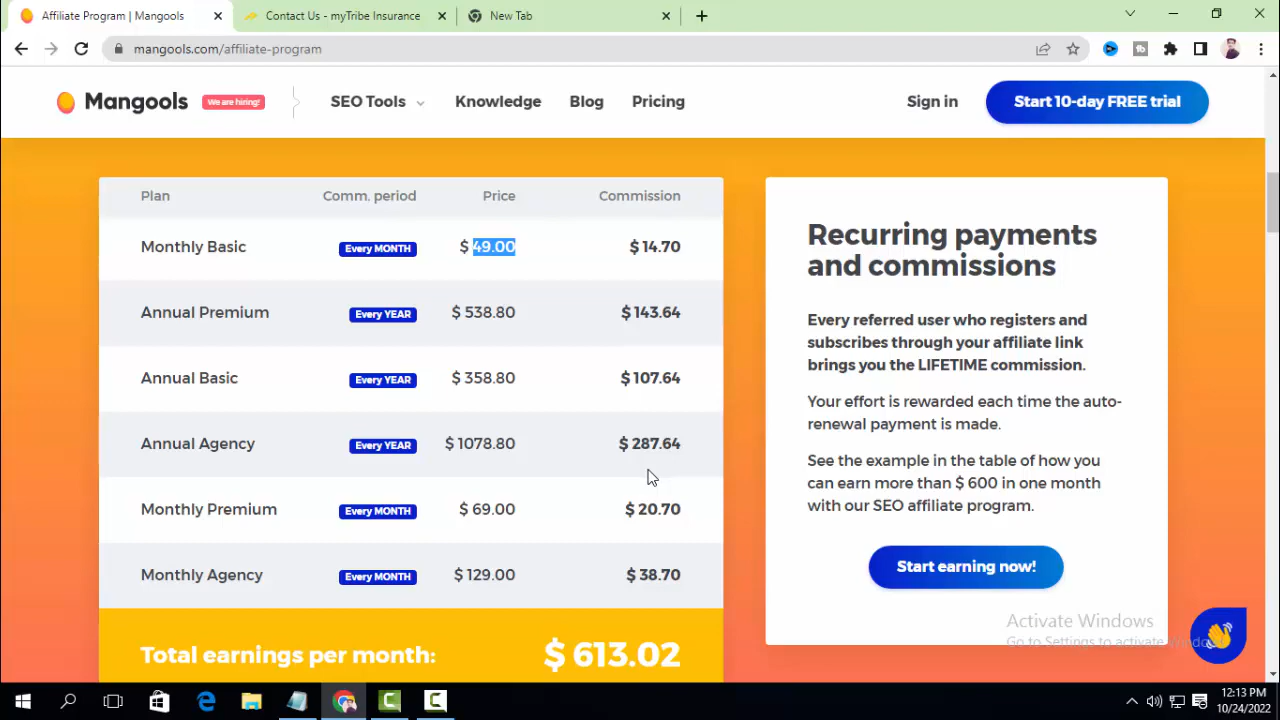 Affiliate Program | Mangools
Contact Us - myTribe Insurance
New Tab
mangools.com/affiliate-program
Mangools
We are hiring!
SEO Tools
Knowledge
Blog
Pricing
Sign in
Start 10-day FREE trial
Plan Comm. period Price Commission
Monthly Basic Every MONTH $ 49.00 $ 14.70
Annual Premium Every YEAR $ 538.80 $ 143.64
Annual Basic Every YEAR $ 358.80 $ 107.64
Annual Agency Every YEAR $ 1078.80 $ 287.64
Monthly Premium Every MONTH $ 69.00 $ 20.70
Monthly Agency Every MONTH $ 129.00 $ 38.70
Total earnings per month: $ 613.02
Recurring payments
and commissions
Every referred user who registers and
subscribes through your affiliate link
brings you the LIFETIME commission.
Your effort is rewarded each time the auto-
renewal payment is made.
See the example in the table of how you
can earn more than $ 600 in one month
with our SEO affiliate program.
Start earning now!
Activate Windows
Go to Settings to activate Windows.
12:13 PM
10/24/2022